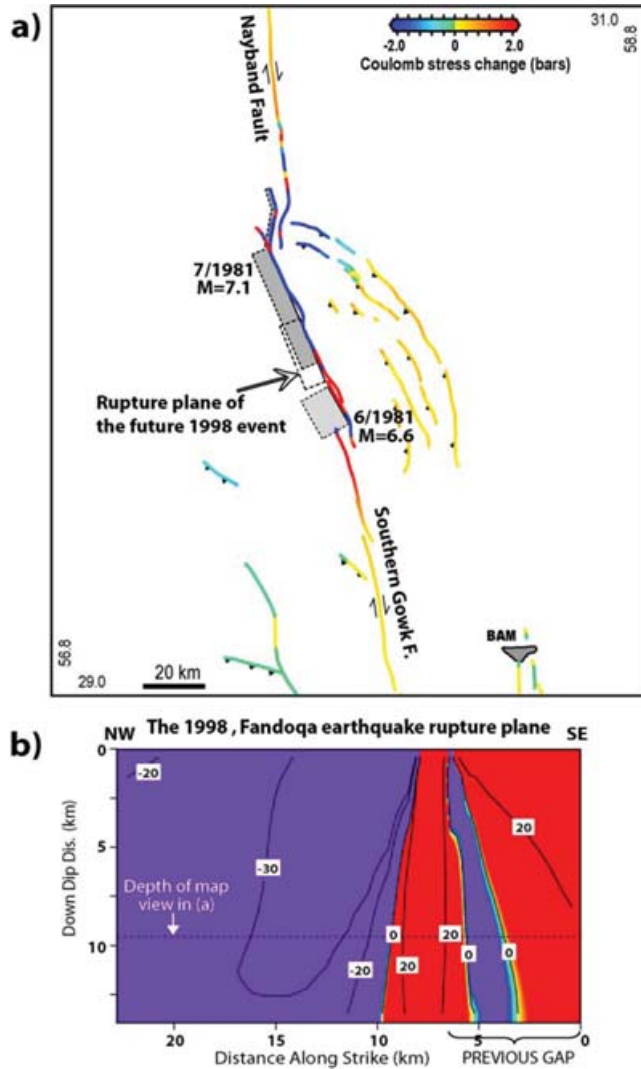 a)
31.0
58.8
-2.0 0 2.0
Coulomb stress change (bars)
Nayband Fault
7/1981
M=7.1
Rupture plane of
the future 1998 event
6/1981
M=6.6
Southern Gowk F.
BAM
56.8
29.0
20 km
b)
NW The 1998 , Fandoqa earthquake rupture plane SE
0
5
10
Down Dip Dis. (km)
-20
-30
20
Depth of map
view in (a)
0
20
-20
20
0
0
20 15 10 5 0
Distance Along Strike (km)
PREVIOUS GAP